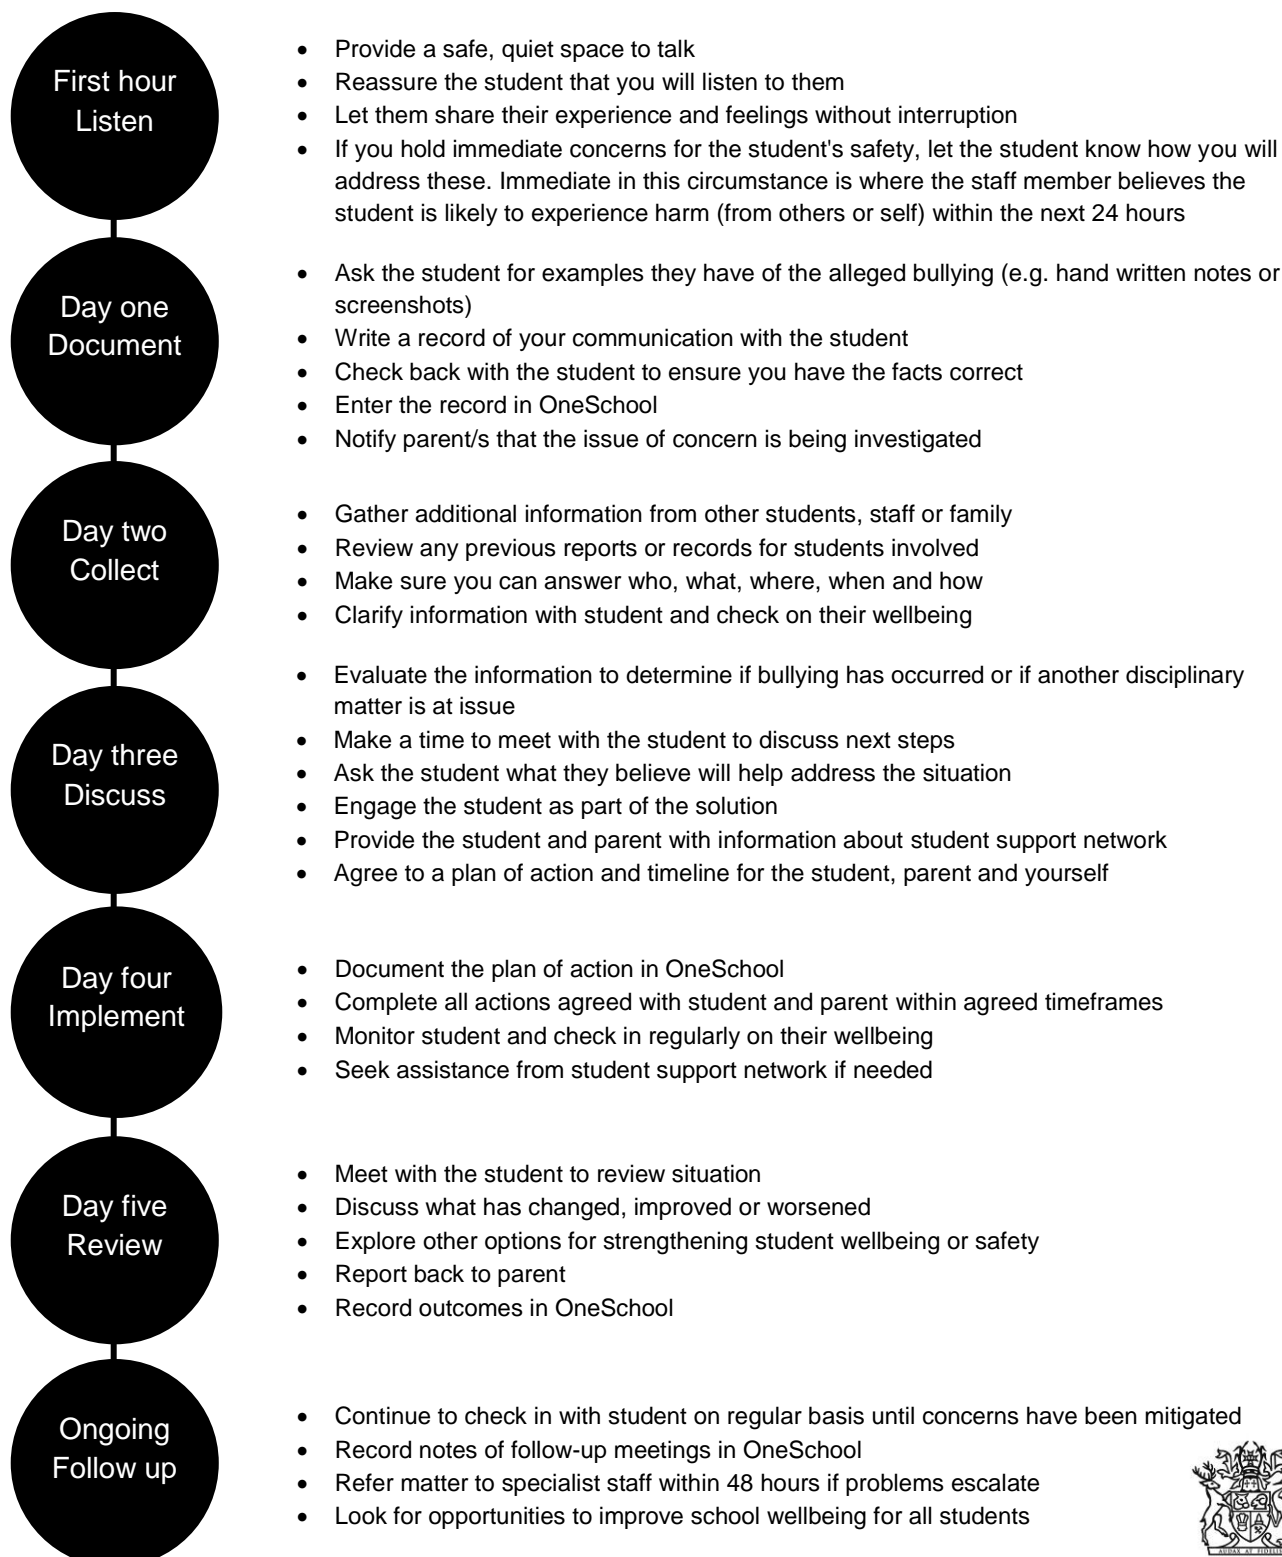 First hour
Listen
• Provide a safe, quiet space to talk
• Reassure the student that you will listen to them
• Let them share their experience and feelings without interruption
• If you hold immediate concerns for the student's safety, let the student know how you will
address these. Immediate in this circumstance is where the staff member believes the
student is likely to experience harm (from others or self) within the next 24 hours
Day one
Document
• Ask the student for examples they have of the alleged bullying (e.g. hand written notes or
screenshots)
• Write a record of your communication with the student
• Check back with the student to ensure you have the facts correct
• Enter the record in OneSchool
• Notify parent/s that the issue of concern is being investigated
Day two
Collect
• Gather additional information from other students, staff or family
• Review any previous reports or records for students involved
• Make sure you can answer who, what, where, when and how
• Clarify information with student and check on their wellbeing
Day three
Discuss
• Evaluate the information to determine if bullying has occurred or if another disciplinary
matter is at issue
• Make a time to meet with the student to discuss next steps
• Ask the student what they believe will help address the situation
• Engage the student as part of the solution
• Provide the student and parent with information about student support network
• Agree to a plan of action and timeline for the student, parent and yourself
Day four
Implement
• Document the plan of action in OneSchool
• Complete all actions agreed with student and parent within agreed timeframes
• Monitor student and check in regularly on their wellbeing
• Seek assistance from student support network if needed
Day five
Review
• Meet with the student to review situation
• Discuss what has changed, improved or worsened
• Explore other options for strengthening student wellbeing or safety
• Report back to parent
• Record outcomes in OneSchool
Ongoing
Follow up
• Continue to check in with student on regular basis until concerns have been mitigated
• Record notes of follow-up meetings in OneSchool
• Refer matter to specialist staff within 48 hours if problems escalate
• Look for opportunities to improve school wellbeing for all students